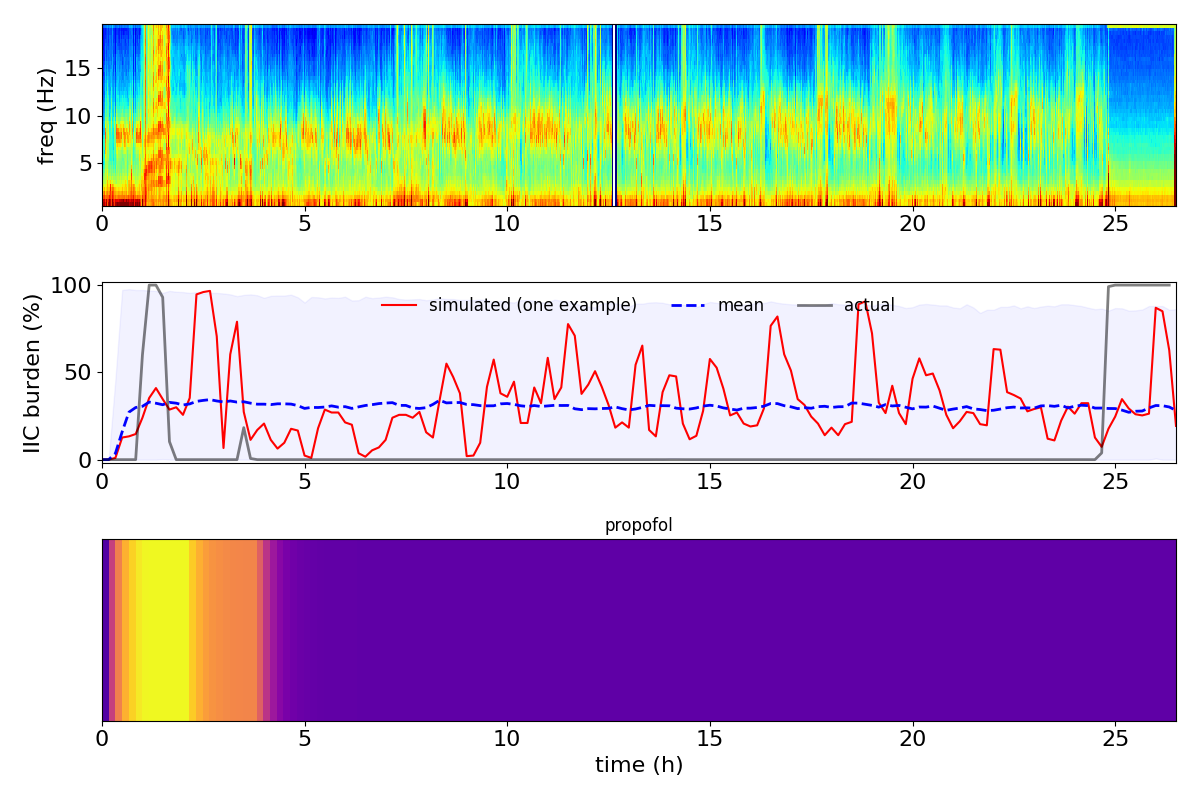 freq (Hz)
15
10
5
0 5 10 15 20 25
IIC burden (%)
100
50
0
simulated (one example) mean actual
0 5 10 15 20 25
propofol
0 5 10 15 20 25
time (h)